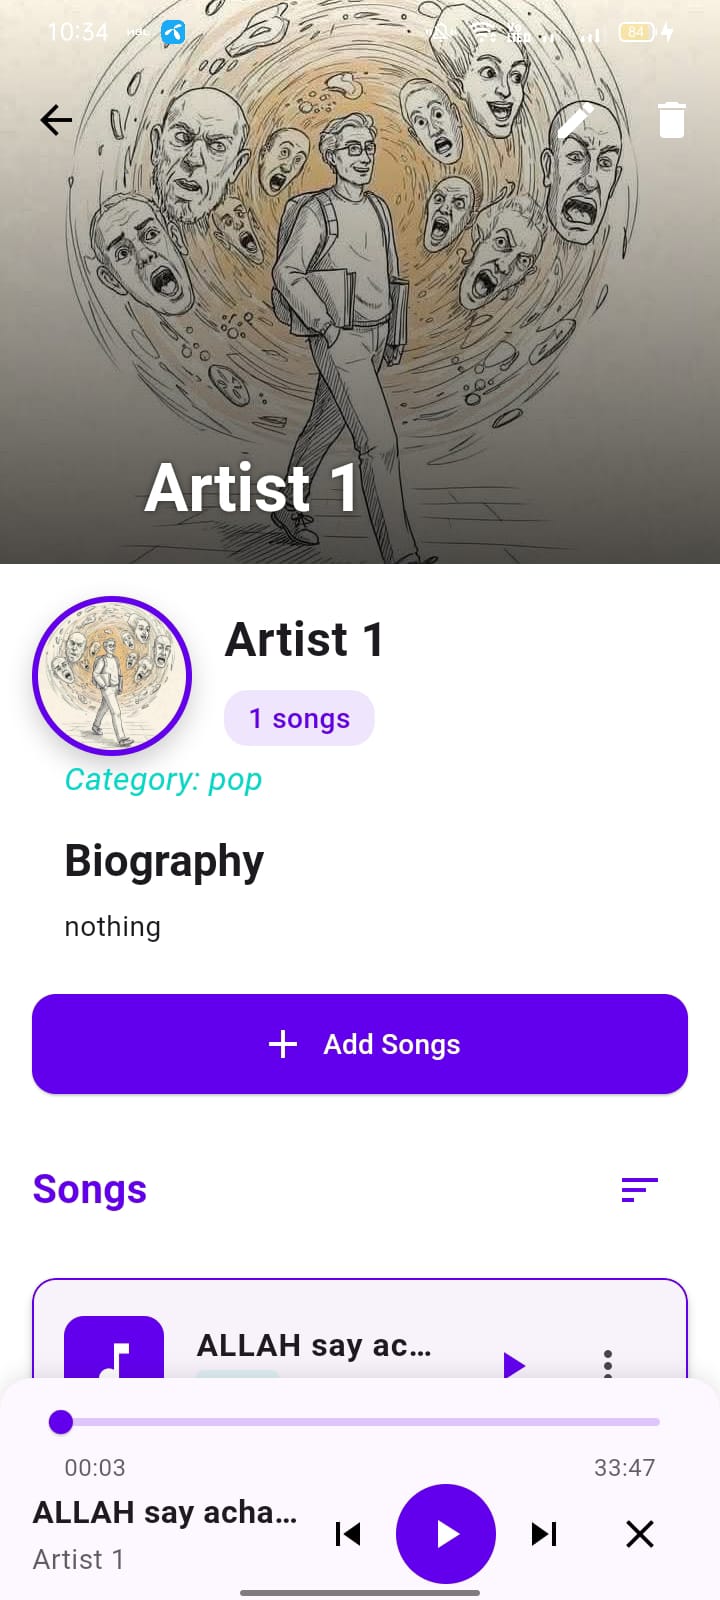 10:34
84
Artist 1
Artist 1
1 songs
Category: pop
Biography
nothing
Add Songs
Songs
ALLAH say ac...
00:03
33:47
ALLAH say acha...
Artist 1